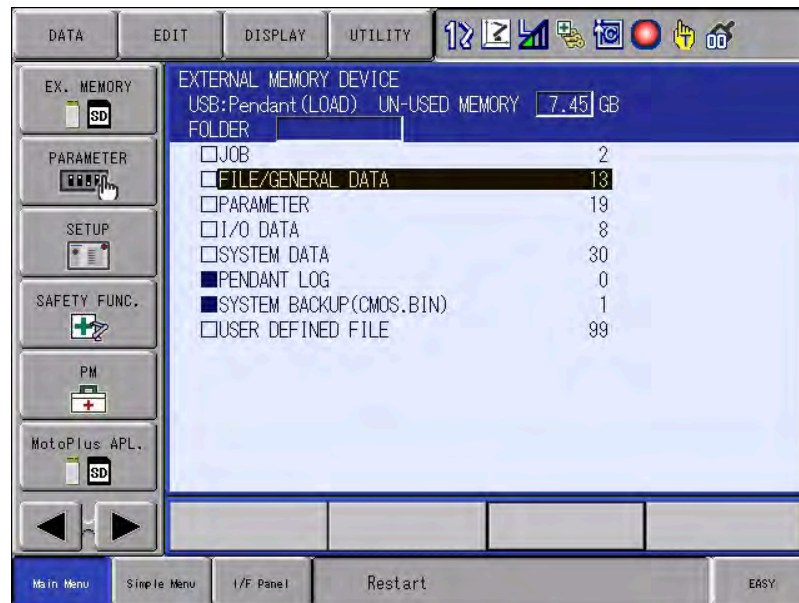 DATA EDIT DISPLAY UTILITY
EX. MEMORY
SD
PARAMETER
SETUP
SAFETY FUNC.
PM
MotoPlus APL.
SD
EXTERNAL MEMORY DEVICE
USB:Pendant(LOAD) UN-USED MEMORY 7.45 GB
FOLDER
JOB 2
FILE/GENERAL DATA 13
PARAMETER 19
I/O DATA 8
SYSTEM DATA 30
PENDANT LOG 0
SYSTEM BACKUP(CMOS.BIN) 1
USER DEFINED FILE 99
Main Menu Simple Menu I/F Panel Restart EASY